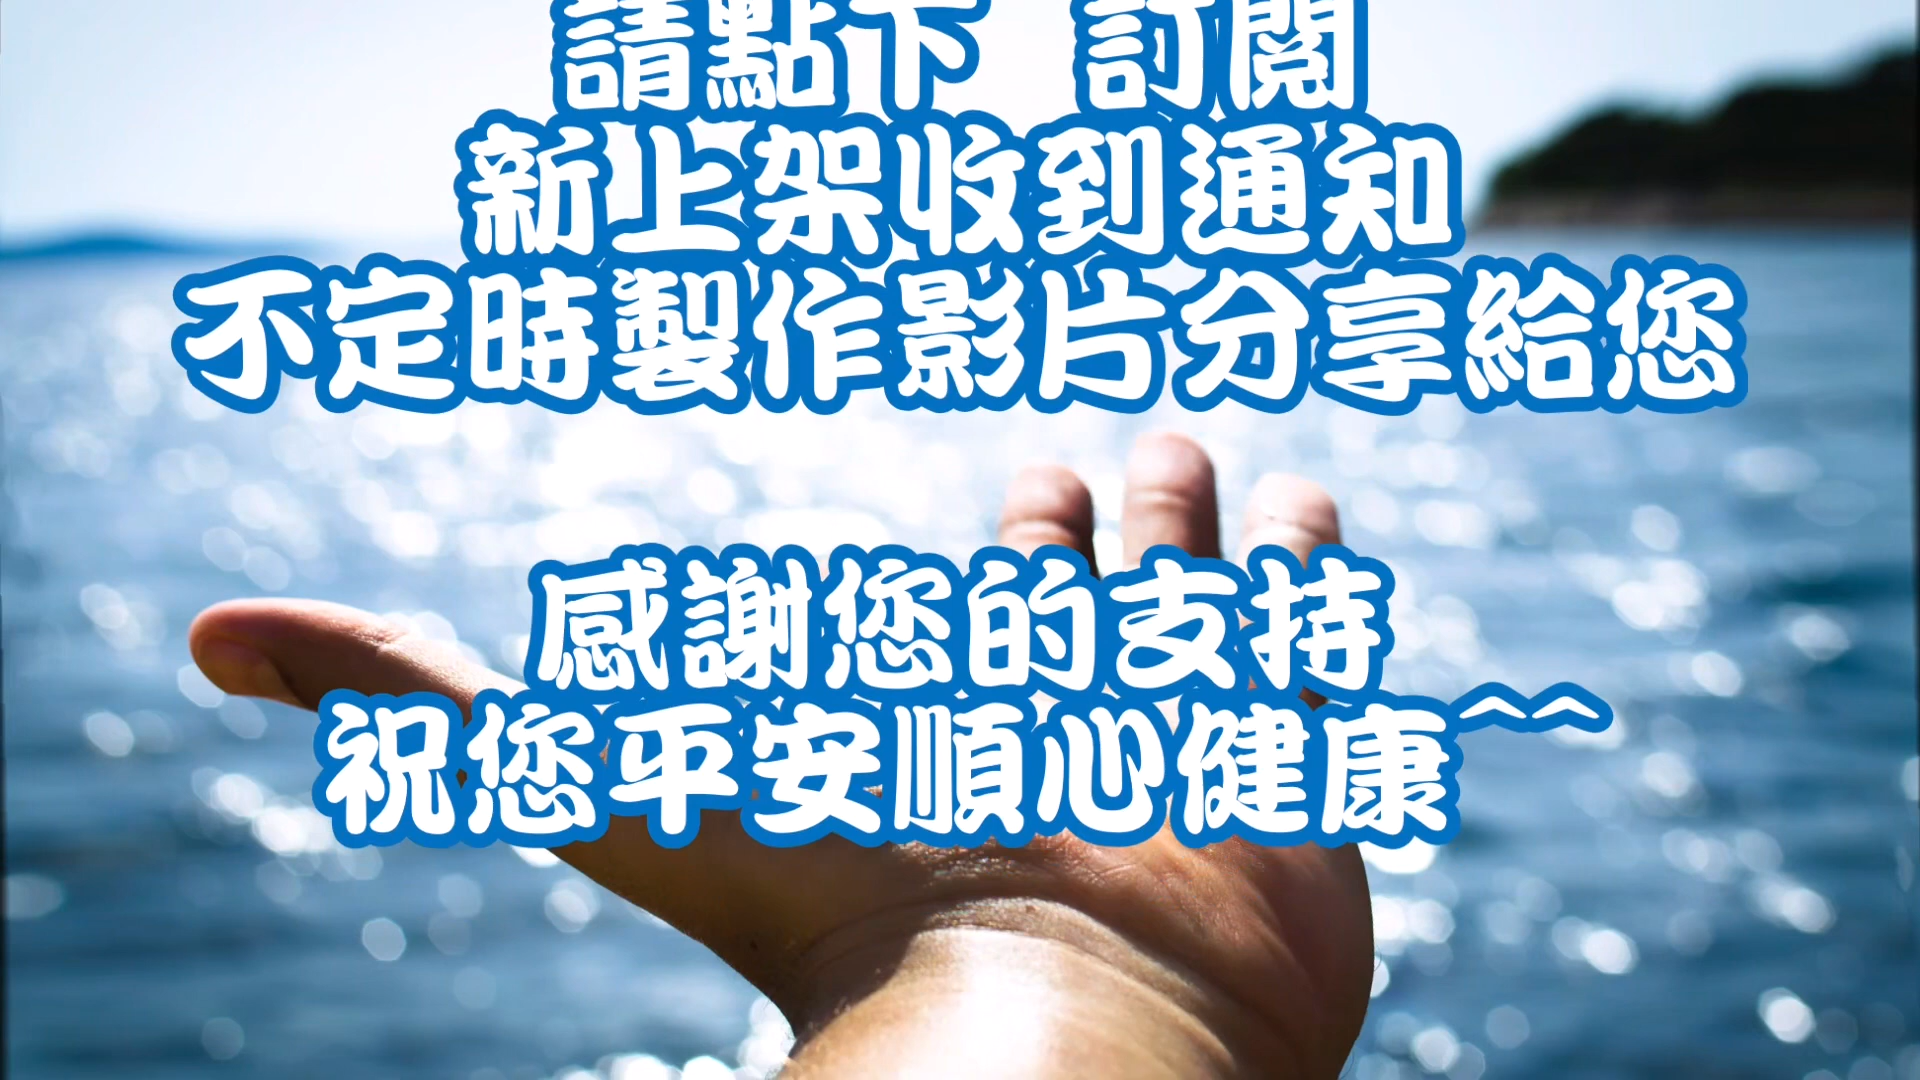 請點下 訂閱
新上架收到通知
不定時製作影片分享給您
感謝您的支持
祝您平安順心健康^^